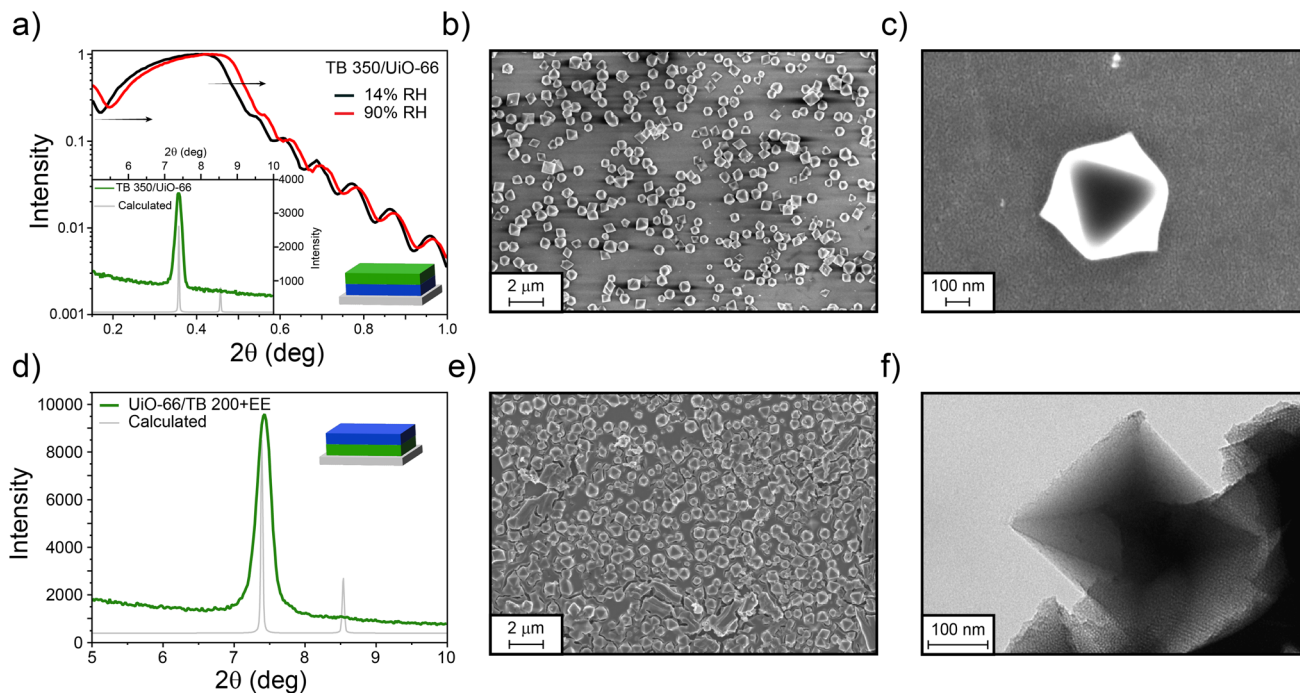 a)
1
0.1
0.01
0.001
Intensity
TB 350/UiO-66
14% RH
90% RH
2θ (deg)
6 7 8 9 10
TB 350/UiO-66
Calculated
4000
3000
2000
1000
Intensity
0.2 0.4 0.6 0.8 1.0
2θ (deg)
b)
2 μm
c)
100 nm
d)
10000
8000
6000
4000
2000
0
Intensity
UiO-66/TB 200+EE
Calculated
5 6 7 8 9 10
2θ (deg)
e)
2 μm
f)
100 nm